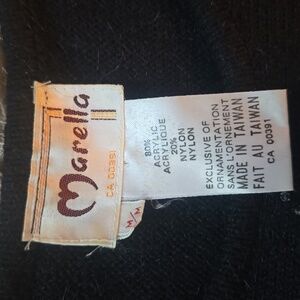 Marella
CA 00391
M/M
80%
ACRYLIC
ACRYLIQUE
20%
NYLON
NYLON
EXCLUSIVE OF
ORNAMENTATION
SANS L'ORNEMENT
MADE IN TAIWAN
FAIT AU TAIWAN
CA 00391